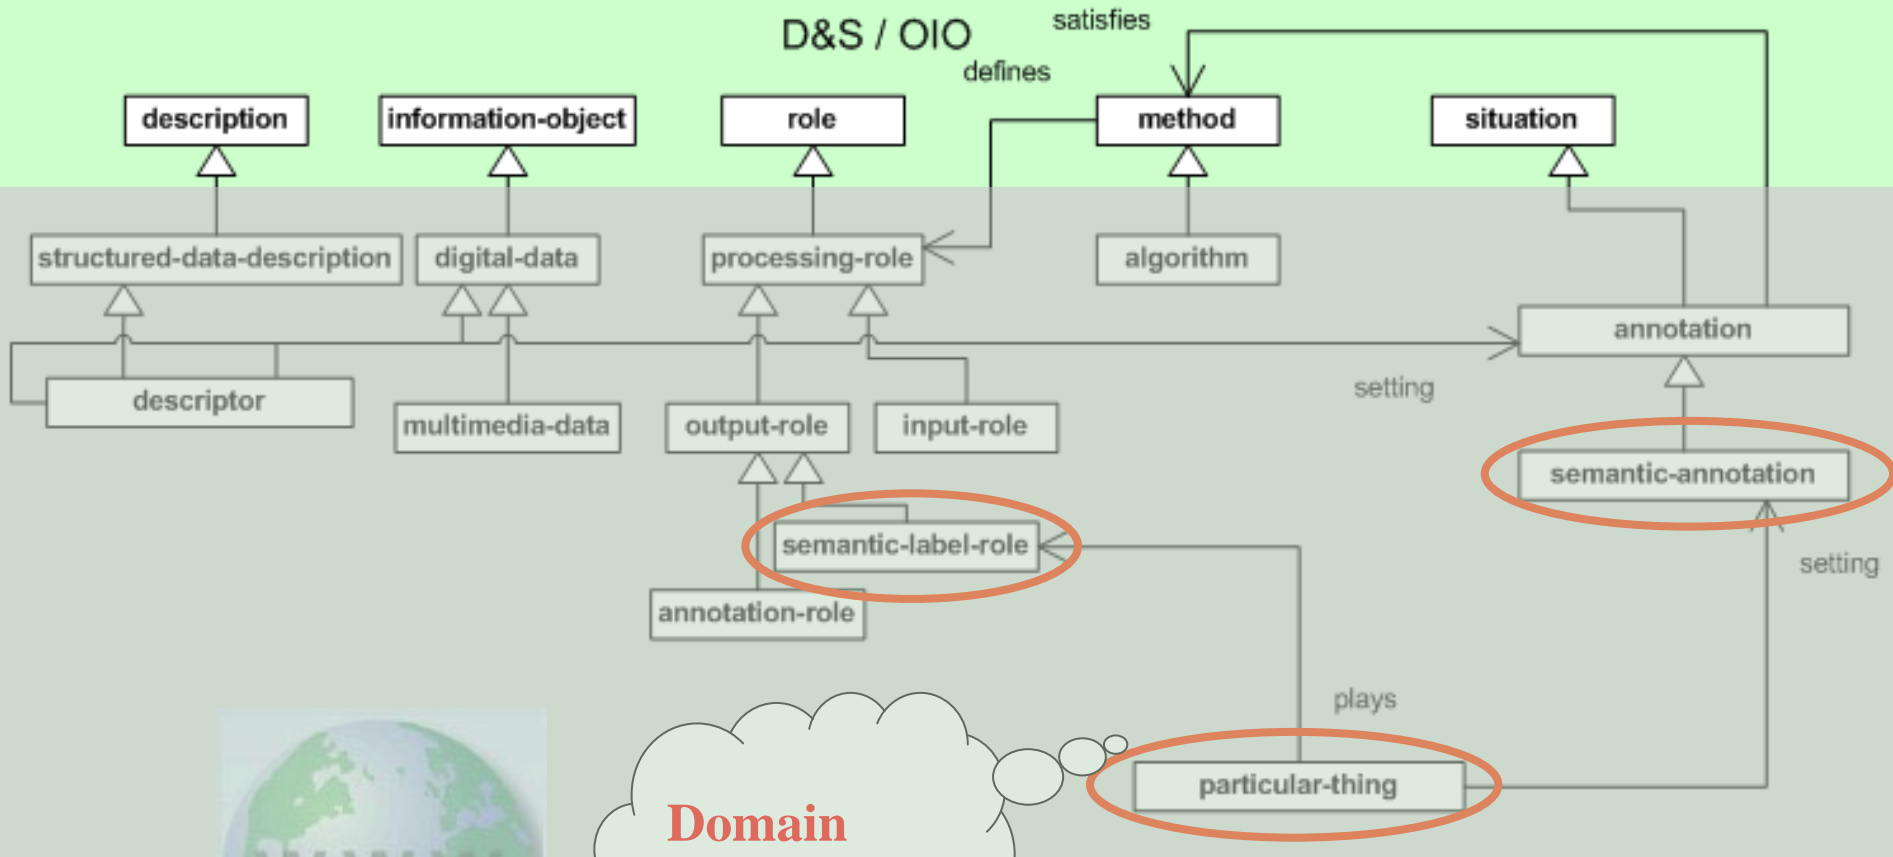 D&S / OIO
satisfies
defines
description
information-object
role
method
situation
structured-data-description
digital-data
processing-role
algorithm
annotation
setting
descriptor
multimedia-data
output-role
input-role
semantic-annotation
semantic-label-role
setting
annotation-role
plays
particular-thing
Domain